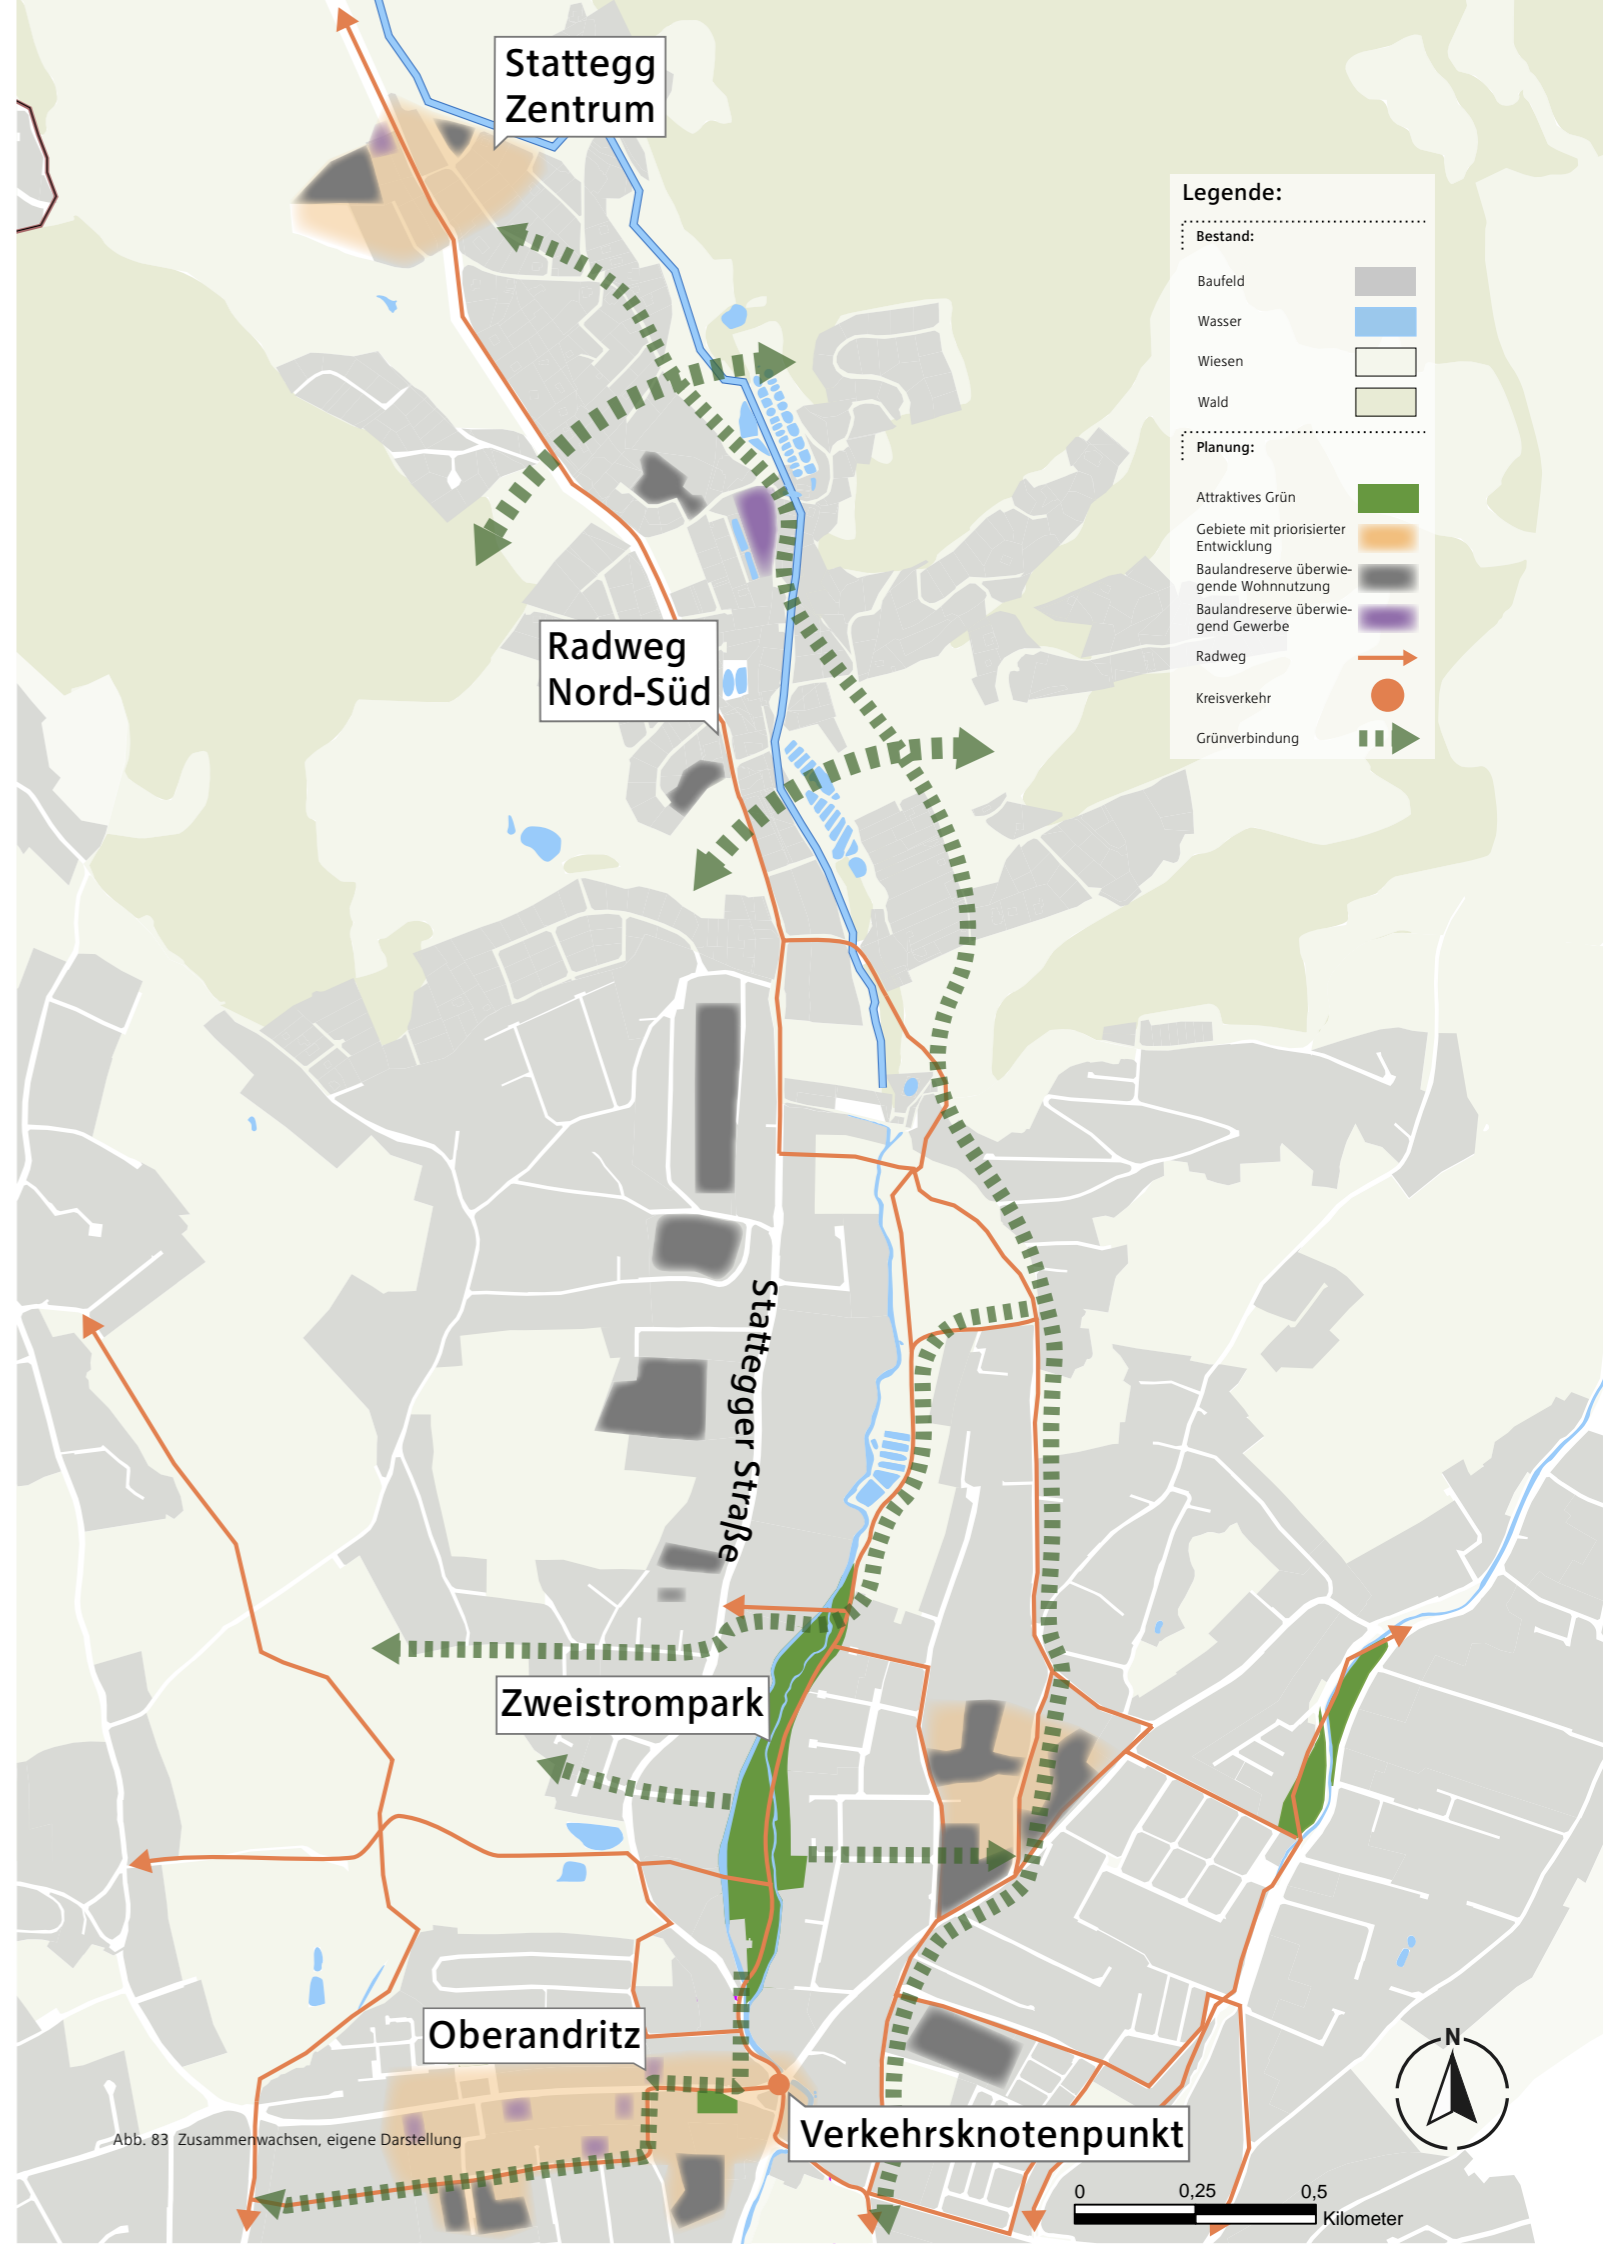 Stattegg
Zentrum
Legende:
Bestand:
Baufeld
Wasser
Wiesen
Wald
Planung:
Attraktives Grün
Gebiete mit priorisierter
Entwicklung
Baulandreserve überwie-
gende Wohnnutzung
Baulandreserve überwie-
gend Gewerbe
Radweg
Kreisverkehr
Grünverbindung
Radweg
Nord-Süd
Stattegger Straße
Zweistrompark
Oberandritz
Verkehrsknotenpunkt
N
Abb. 83 Zusammenwachsen, eigene Darstellung
0 0,25 0,5
Kilometer